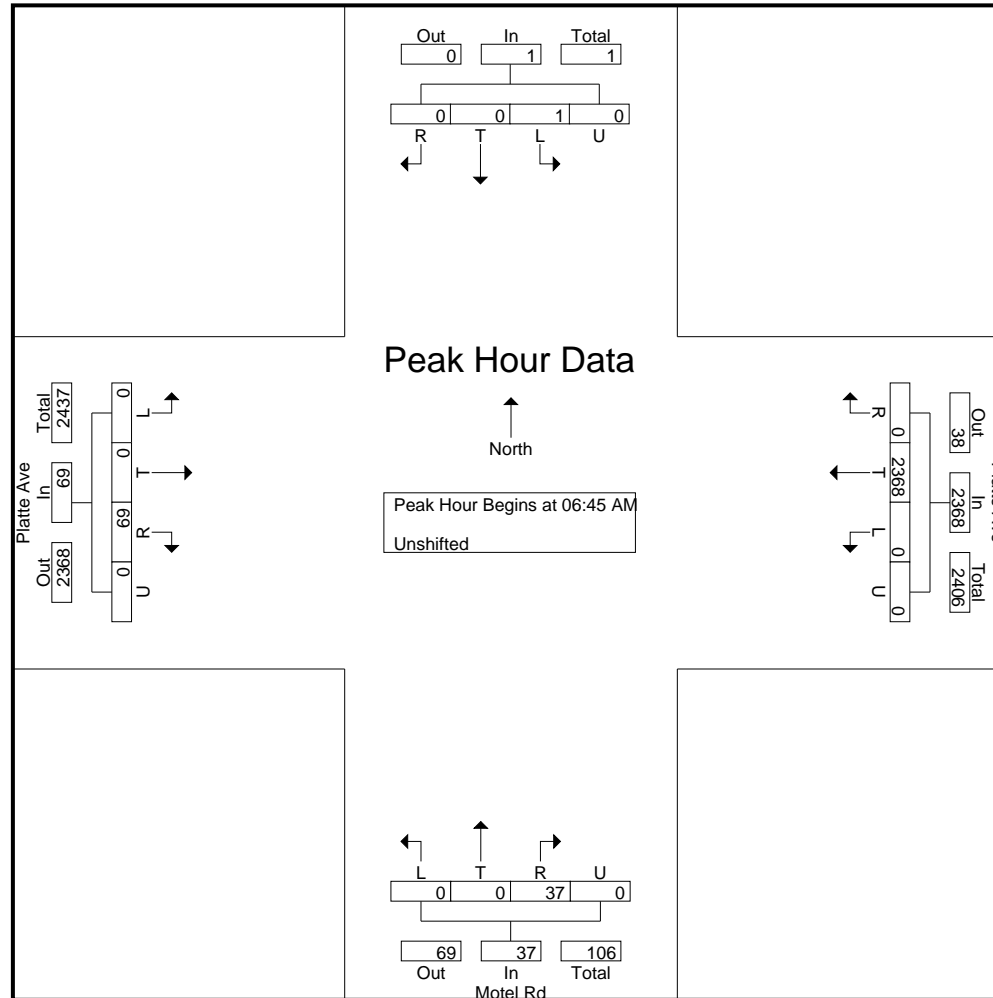 Out In Total
0 1 1
0 0 1 0
R T L U
Peak Hour Data
North
Peak Hour Begins at 06:45 AM
Unshifted
Platte Ave
Total In Out
2437 69 2368
0 0 69 0
L T R U
R T L U
0 2368 0 0
Out In Total
38 2368 2406
L T R U
0 0 37 0
69 37 106
Out In Total
Motel Rd